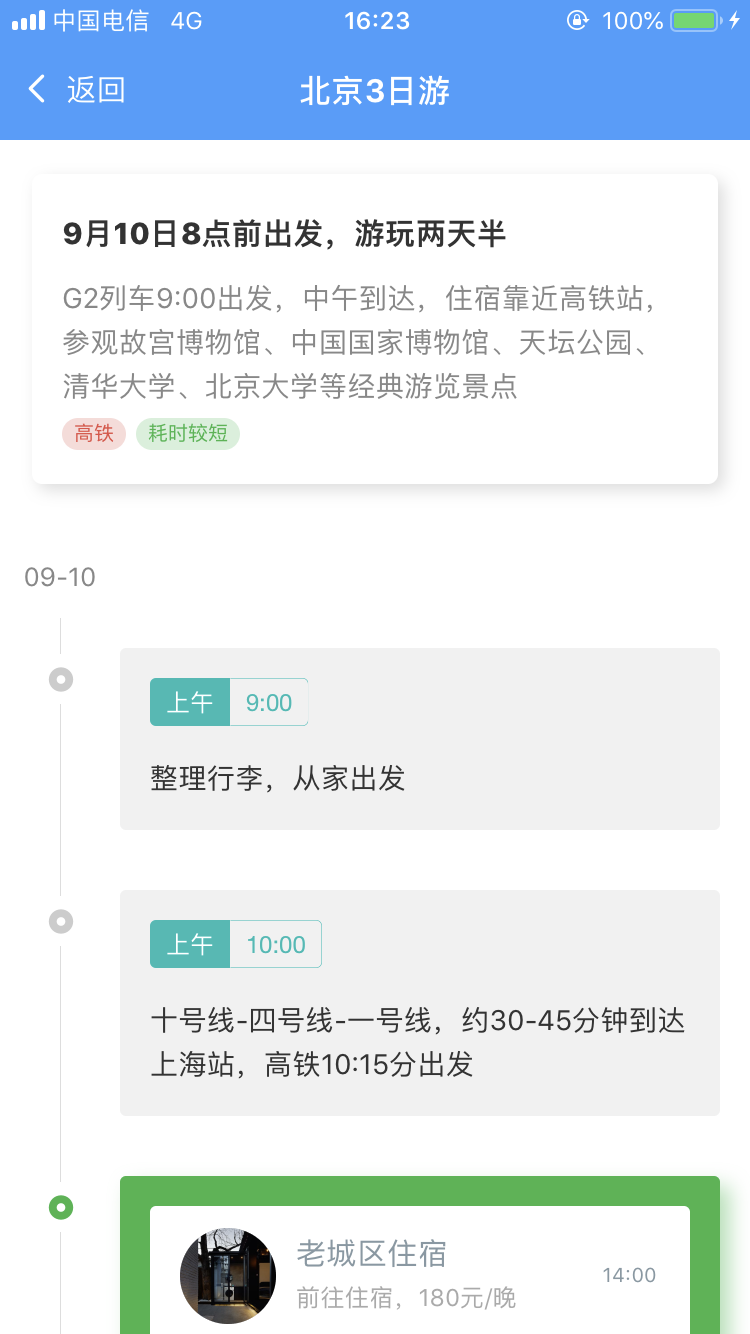 中国电信 4G 16:23 100%
返回 北京3日游
9月10日8点前出发，游玩两天半
G2列车9:00出发，中午到达，住宿靠近高铁站，
参观故宫博物馆、中国国家博物馆、天坛公园、
清华大学、北京大学等经典游览景点
高铁 耗时较短
09-10
上午 9:00
整理行李，从家出发
上午 10:00
十号线-四号线-一号线，约30-45分钟到达
上海站，高铁10:15分出发
老城区住宿
14:00
前往住宿，180元/晚